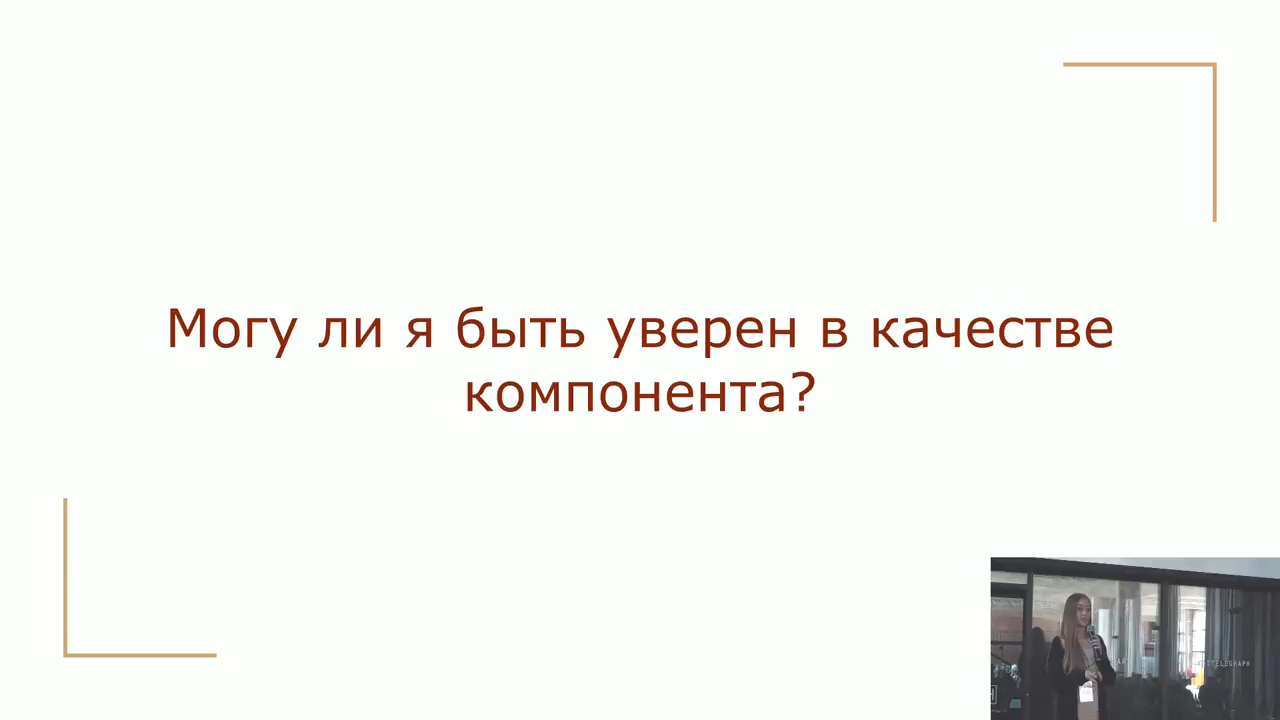 Могу ли я быть уверен в качестве
компонента?